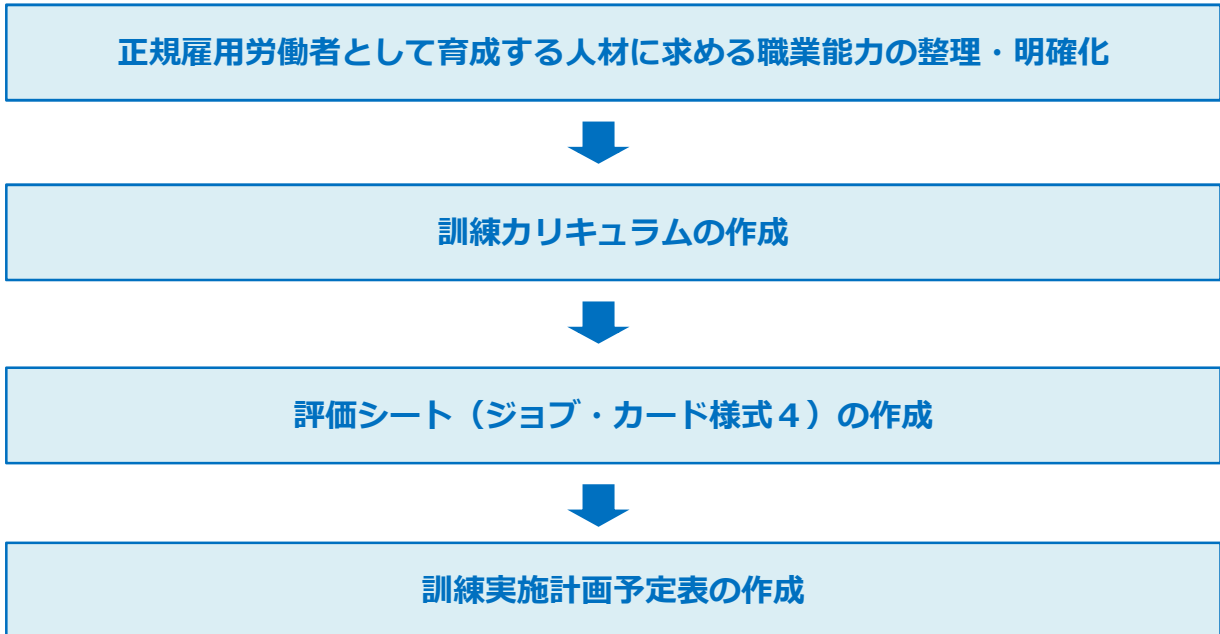 正規雇用労働者として育成する人材に求める職業能力の整理・明確化
訓練カリキュラムの作成
評価シート（ジョブ・カード様式４）の作成
訓練実施計画予定表の作成